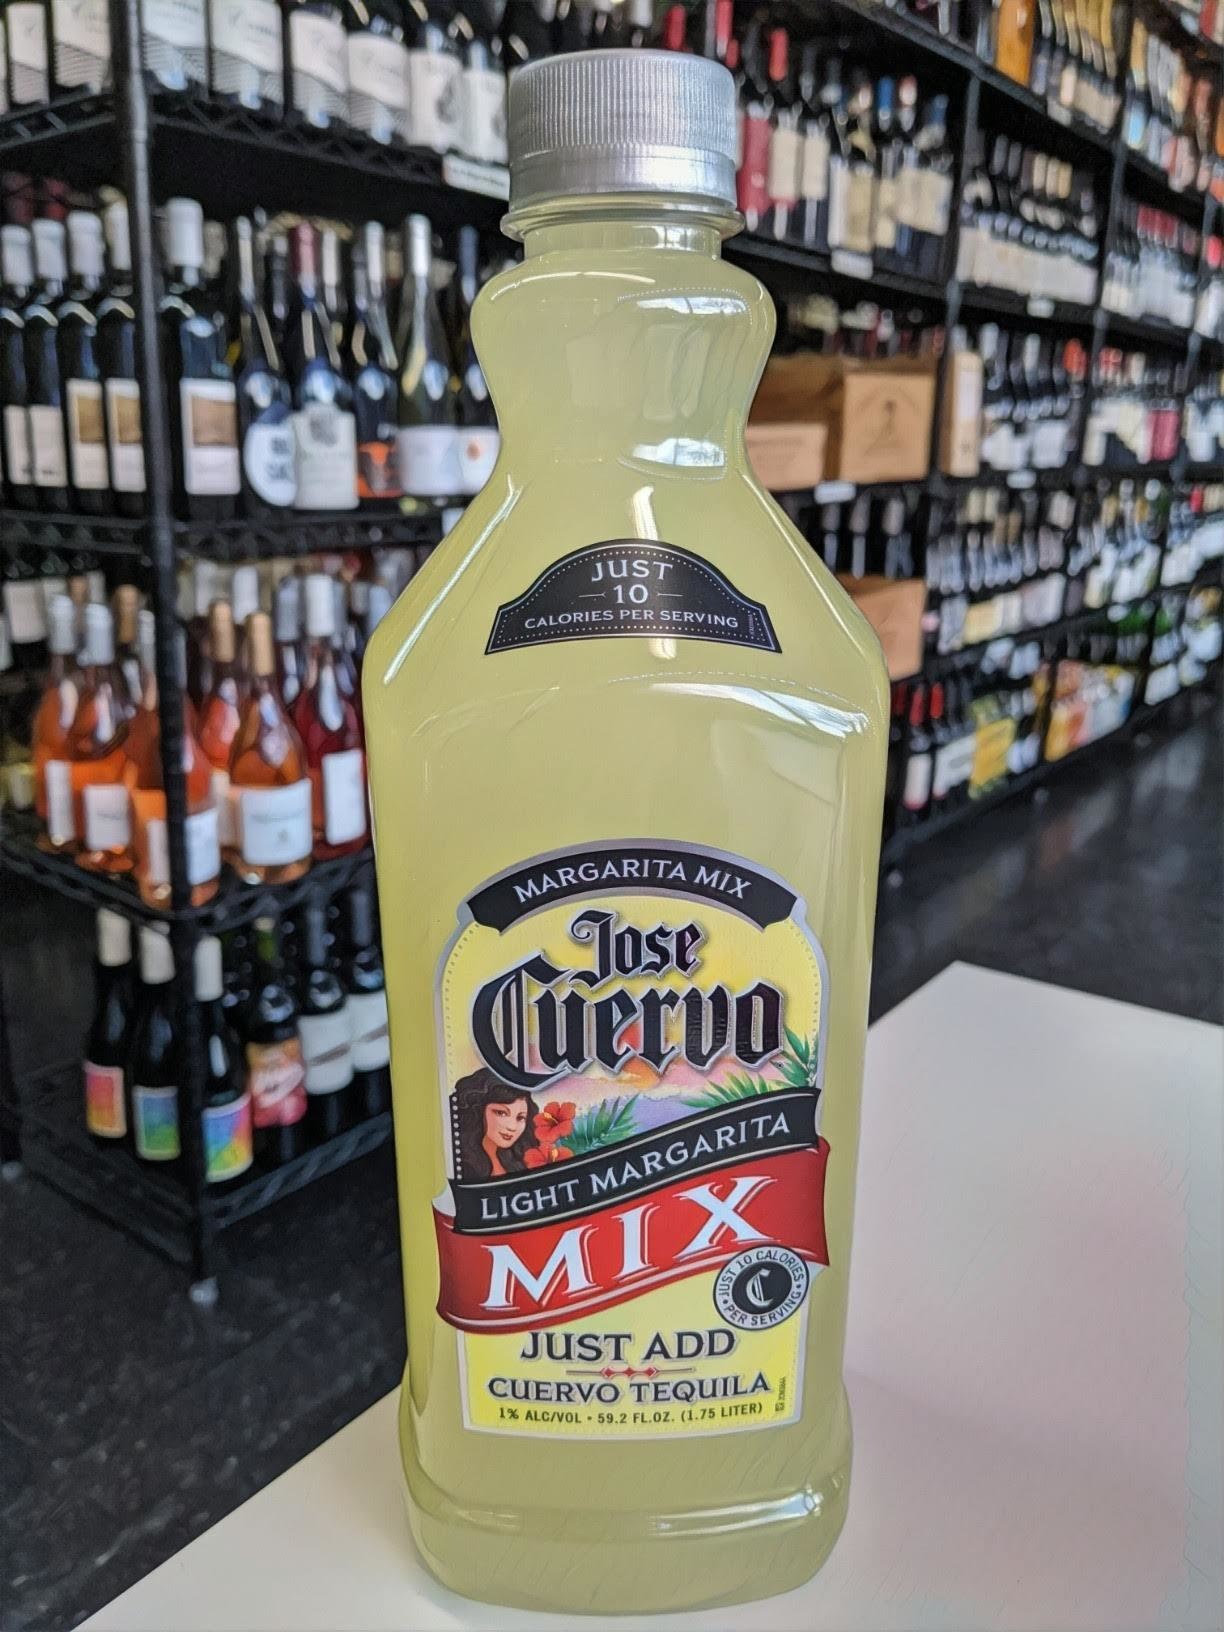 JUST
10
CALORIES PER SERVING
MARGARITA MIX
Jose
Cuervo
LIGHT MARGARITA
MIX
JUST 10 CALORIES
C
PER SERVING
JUST ADD
CUERVO TEQUILA
1% ALC/VOL • 59.2 FL.OZ. (1.75 LITER)